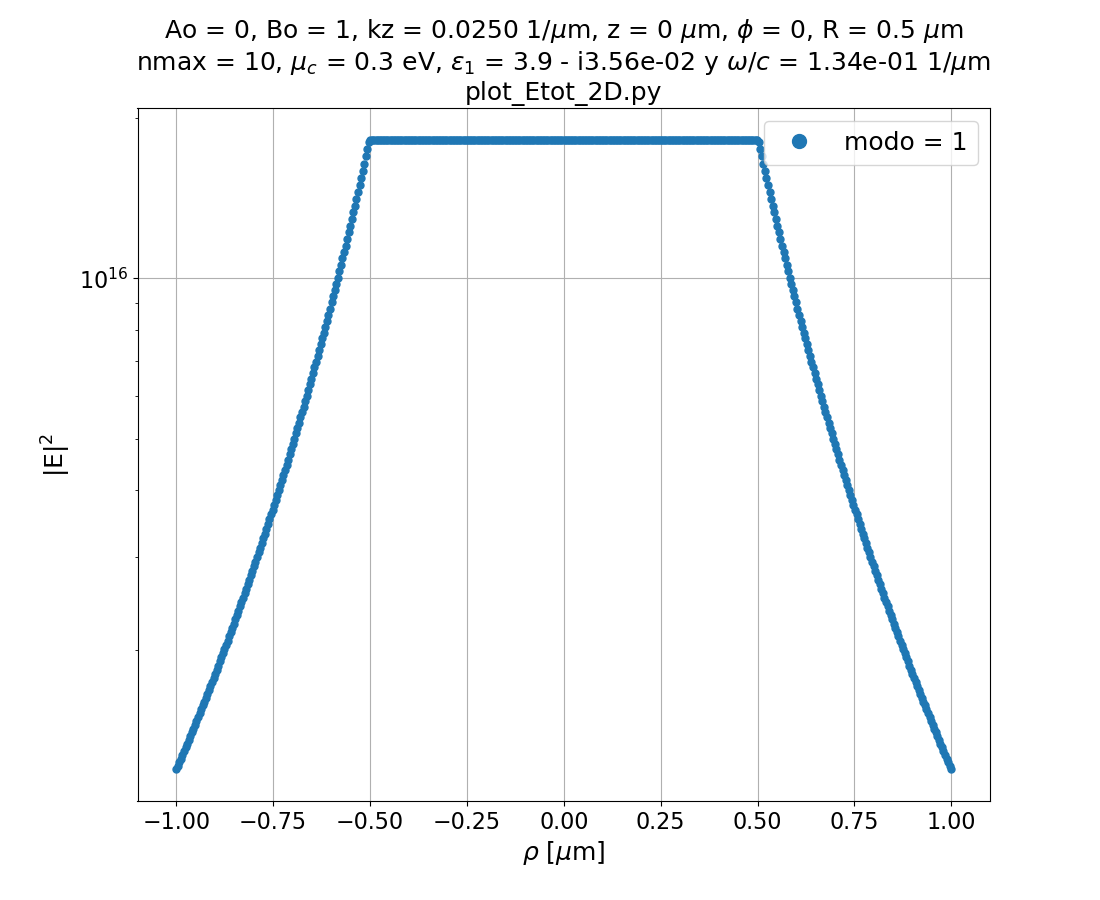 Ao = 0, Bo = 1, kz = 0.0250 1/μm, z = 0 μm, ϕ = 0, R = 0.5 μm
nmax = 10, μc = 0.3 eV, ε1 = 3.9 - i3.56e-02 y ω/c = 1.34e-01 1/μm
plot_Etot_2D.py
modo = 1
10¹⁶
|E|²
−1.00 −0.75 −0.50 −0.25 0.00 0.25 0.50 0.75 1.00
ρ [μm]